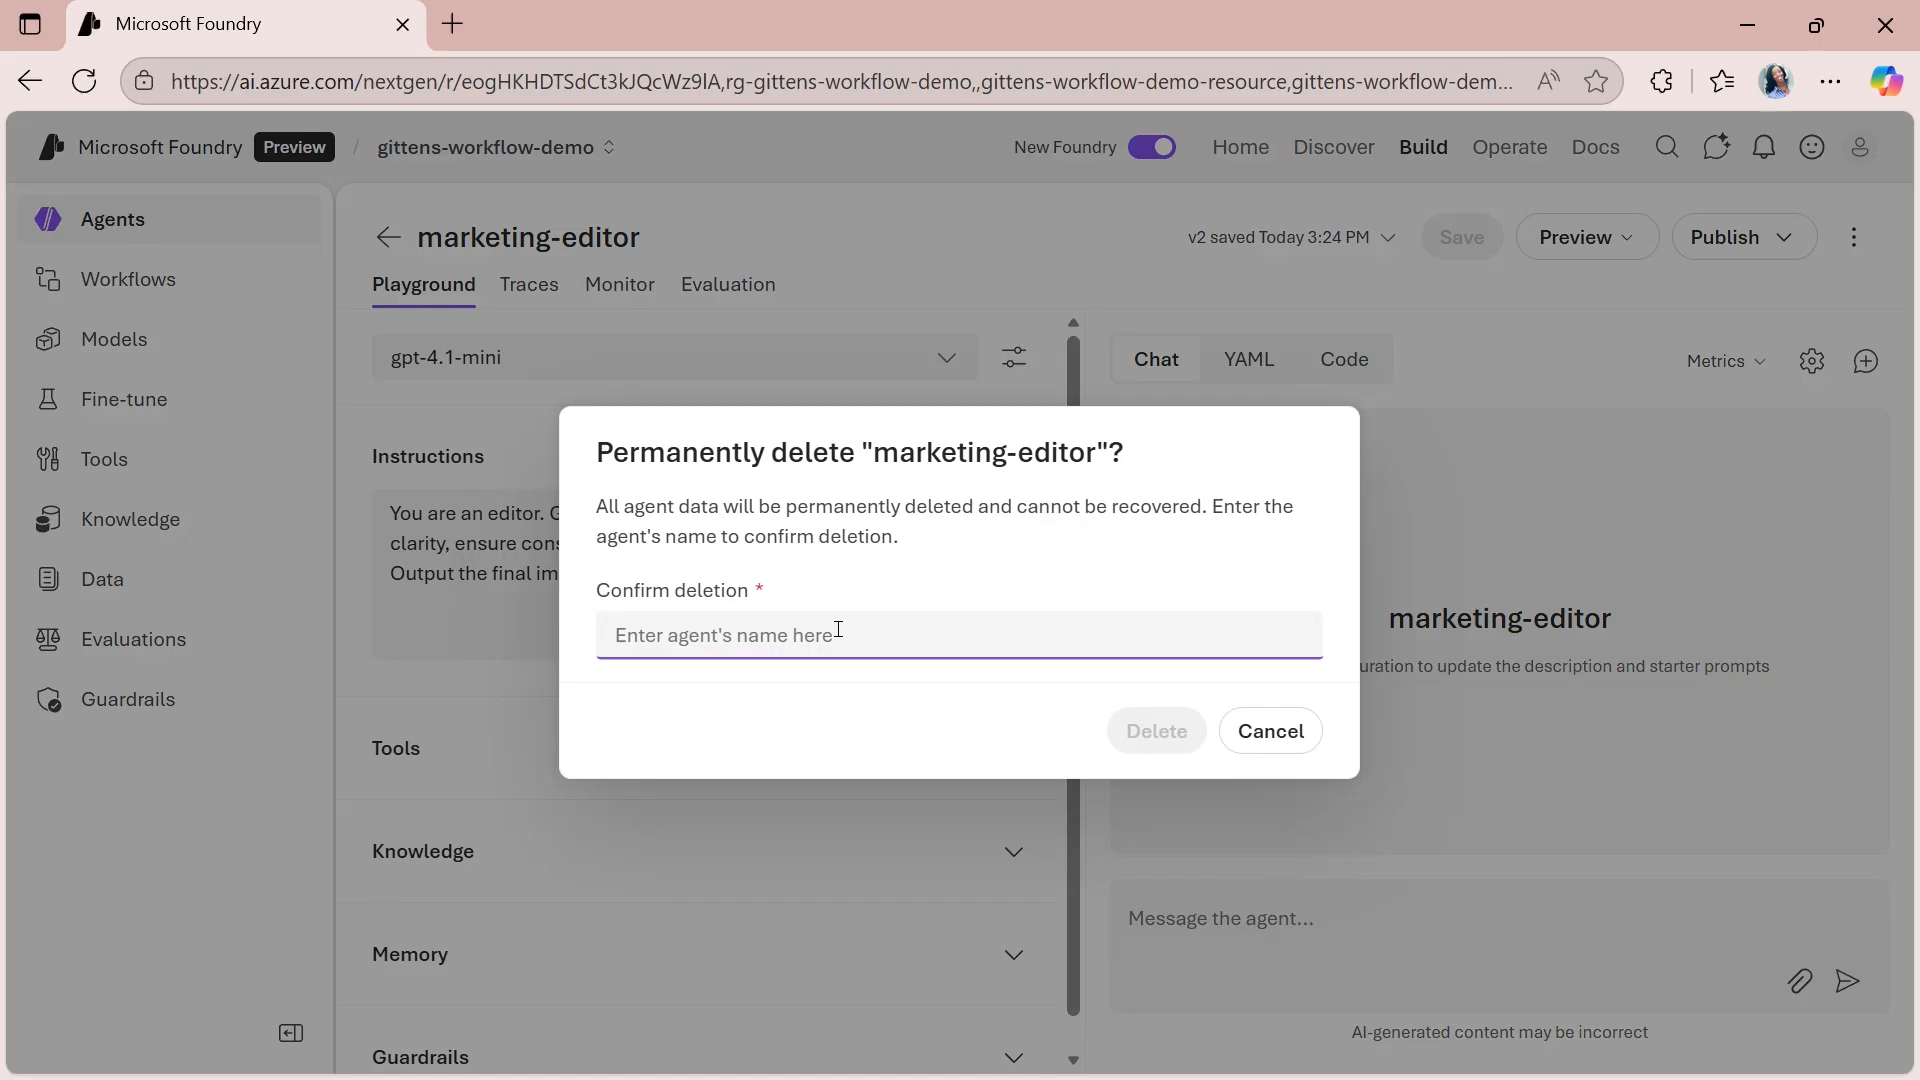 Microsoft Foundry
https://ai.azure.com/nextgen/r/eogHKHDTSdCt3kJQcWz9lA,rg-gittens-workflow-demo,,gittens-workflow-demo-resource,gittens-workflow-dem...
Microsoft Foundry Preview / gittens-workflow-demo
New Foundry Home Discover Build Operate Docs
Agents
Workflows
Models
Fine-tune
Tools
Knowledge
Data
Evaluations
Guardrails
marketing-editor
v2 saved Today 3:24 PM Save Preview Publish
Playground Traces Monitor Evaluation
gpt-4.1-mini
Instructions
You are an editor. G
clarity, ensure cons
Output the final im
Tools
Knowledge
Memory
Guardrails
Chat YAML Code Metrics
marketing-editor
uration to update the description and starter prompts
Message the agent...
AI-generated content may be incorrect
Permanently delete "marketing-editor"?
All agent data will be permanently deleted and cannot be recovered. Enter the
agent's name to confirm deletion.
Confirm deletion *
Enter agent's name here
Delete Cancel